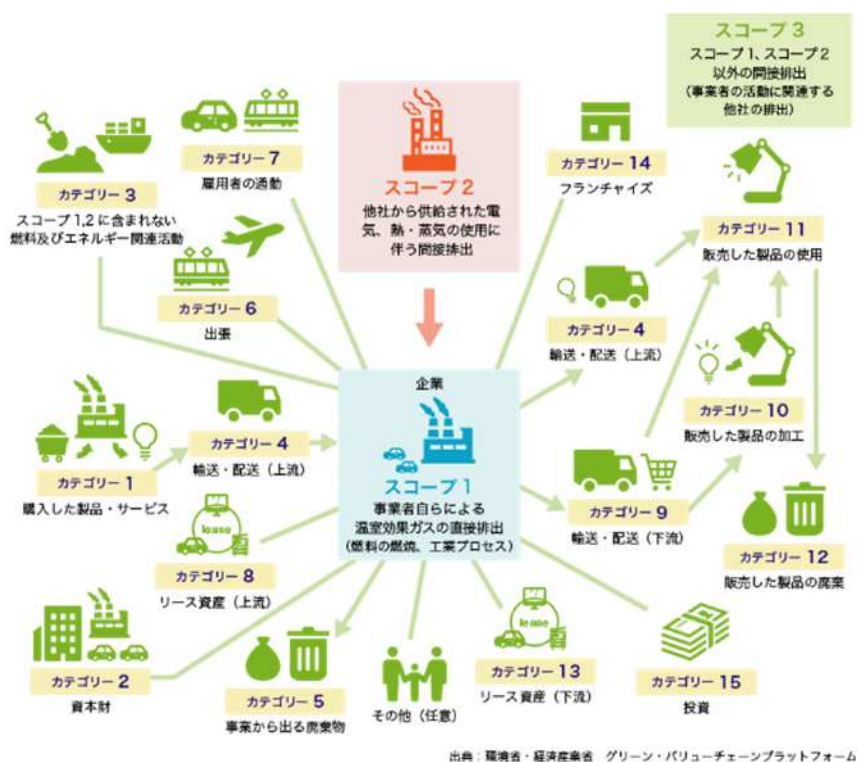 スコープ3
スコープ1、スコープ2
以外の間接排出
(事業者の活動に関連する
他社の排出)
カテゴリー 7
雇用者の通勤
カテゴリー 3
スコープ1,2に含まれない
燃料及びエネルギー関連活動
スコープ2
他社から供給された電
気、熱・蒸気の使用に
伴う間接排出
カテゴリー 14
フランチャイズ
カテゴリー 11
販売した製品の使用
カテゴリー 6
出張
カテゴリー 4
輸送・配送(上流)
カテゴリー 1
購入した製品・サービス
カテゴリー 4
輸送・配送(上流)
企業
スコープ1
事業者自らによる
温室効果ガスの直接排出
(燃料の燃焼、工業プロセス)
カテゴリー 10
販売した製品の加工
カテゴリー 9
輸送・配送(下流)
カテゴリー 12
販売した製品の廃棄
lease
カテゴリー 8
リース資産(上流)
カテゴリー 2
資本財
カテゴリー 5
事業から出る廃棄物
その他(任意)
lease
カテゴリー 13
リース資産(下流)
カテゴリー 15
投資
出典:環境省・経済産業省 グリーン・バリューチェーンプラットフォーム